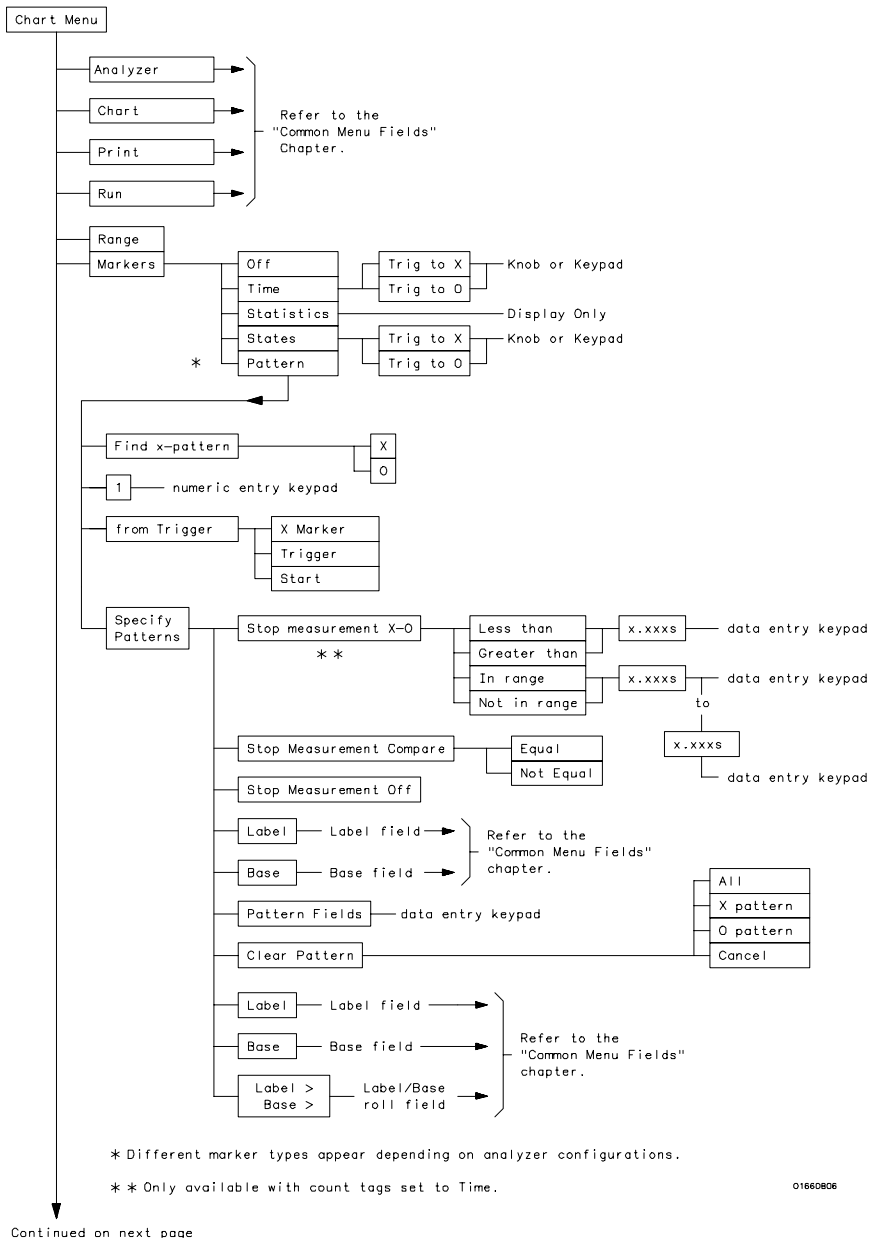 Chart Menu
Analyzer
Chart
Print
Run
Refer to the
"Common Menu Fields"
Chapter.
Range
Markers
Off
Time
Statistics
States
* Pattern
Trig to X
Trig to O
Knob or Keypad
Display Only
Trig to X
Trig to O
Knob or Keypad
Find x-pattern
X
O
1 numeric entry keypad
from Trigger
X Marker
Trigger
Start
Specify
Patterns
Stop measurement X-O
* *
Less than
Greater than
In range
Not in range
x.xxxs data entry keypad
x.xxxs data entry keypad
to
x.xxxs
data entry keypad
Stop Measurement Compare
Equal
Not Equal
Stop Measurement Off
Label Label field
Base Base field
Refer to the
"Common Menu Fields"
chapter.
Pattern Fields data entry keypad
Clear Pattern
All
X pattern
O pattern
Cancel
Label Label field
Base Base field
Label > Label/Base
Base > roll field
Refer to the
"Common Menu Fields"
chapter.
* Different marker types appear depending on analyzer configurations.
* * Only available with count tags set to Time.
01660B06
Continued on next page